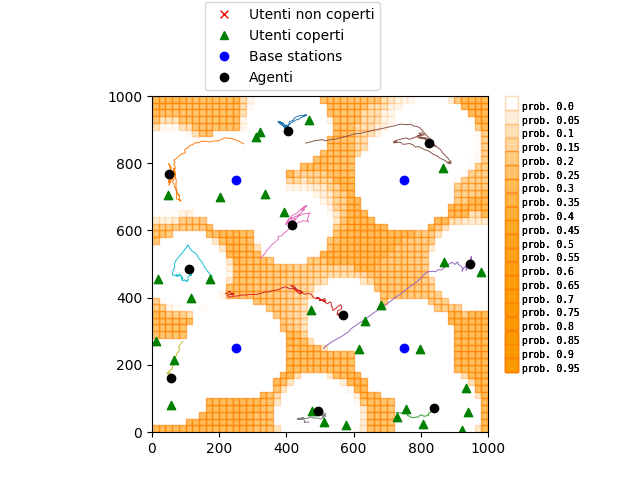 Utenti non coperti
Utenti coperti
Base stations
Agenti
1000
800
600
400
200
0
0
200
400
600
800
1000
prob. 0.0
prob. 0.05
prob. 0.1
prob. 0.15
prob. 0.2
prob. 0.25
prob. 0.3
prob. 0.35
prob. 0.4
prob. 0.45
prob. 0.5
prob. 0.55
prob. 0.6
prob. 0.65
prob. 0.7
prob. 0.75
prob. 0.8
prob. 0.85
prob. 0.9
prob. 0.95